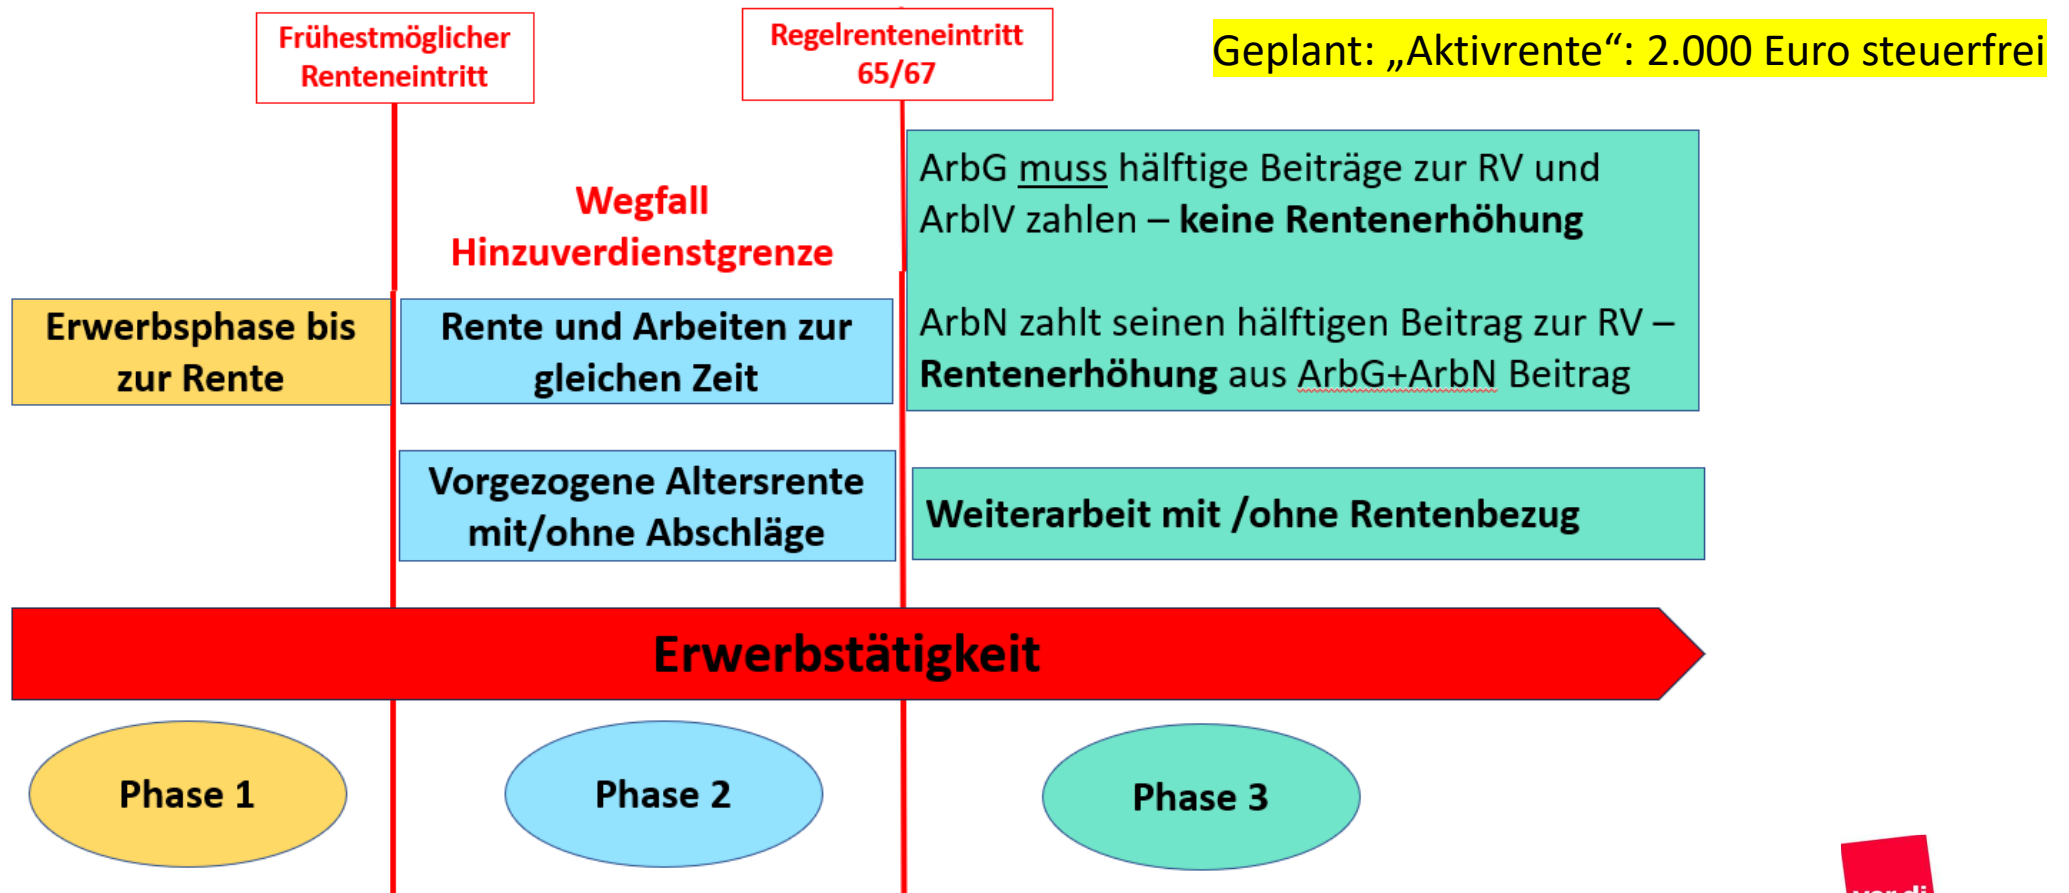 Frühestmöglicher
Renteneintritt
Regelrenteneintritt
65/67
Geplant: „Aktivrente“: 2.000 Euro steuerfrei
Wegfall
Hinzuverdienstgrenze
ArbG muss hälftige Beiträge zur RV und
ArblV zahlen – keine Rentenerhöhung
ArbN zahlt seinen hälftigen Beitrag zur RV –
Rentenerhöhung aus ArbG+ArbN Beitrag
Erwerbsphase bis
zur Rente
Rente und Arbeiten zur
gleichen Zeit
Vorgezogene Altersrente
mit/ohne Abschläge
Weiterarbeit mit /ohne Rentenbezug
Erwerbstätigkeit
Phase 1
Phase 2
Phase 3